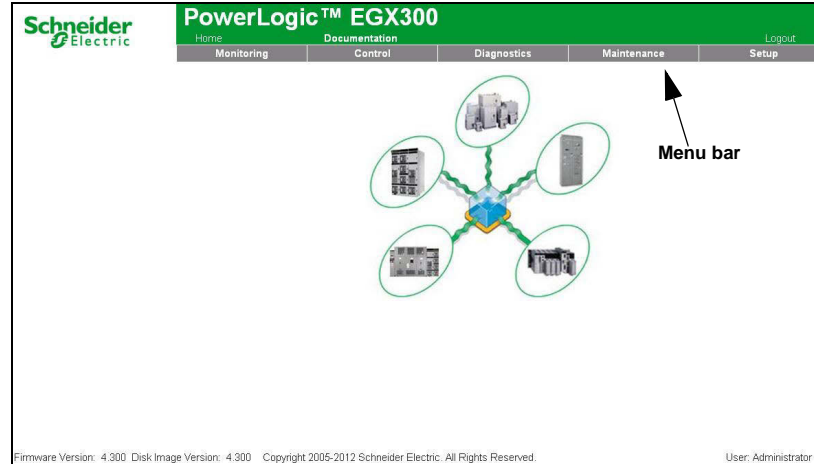 Schneider
Electric
PowerLogic™ EGX300
Home Documentation Logout
Monitoring Control Diagnostics Maintenance Setup
Menu bar
Firmware Version: 4.300 Disk Image Version: 4.300 Copyright 2005-2012 Schneider Electric. All Rights Reserved. User: Administrator